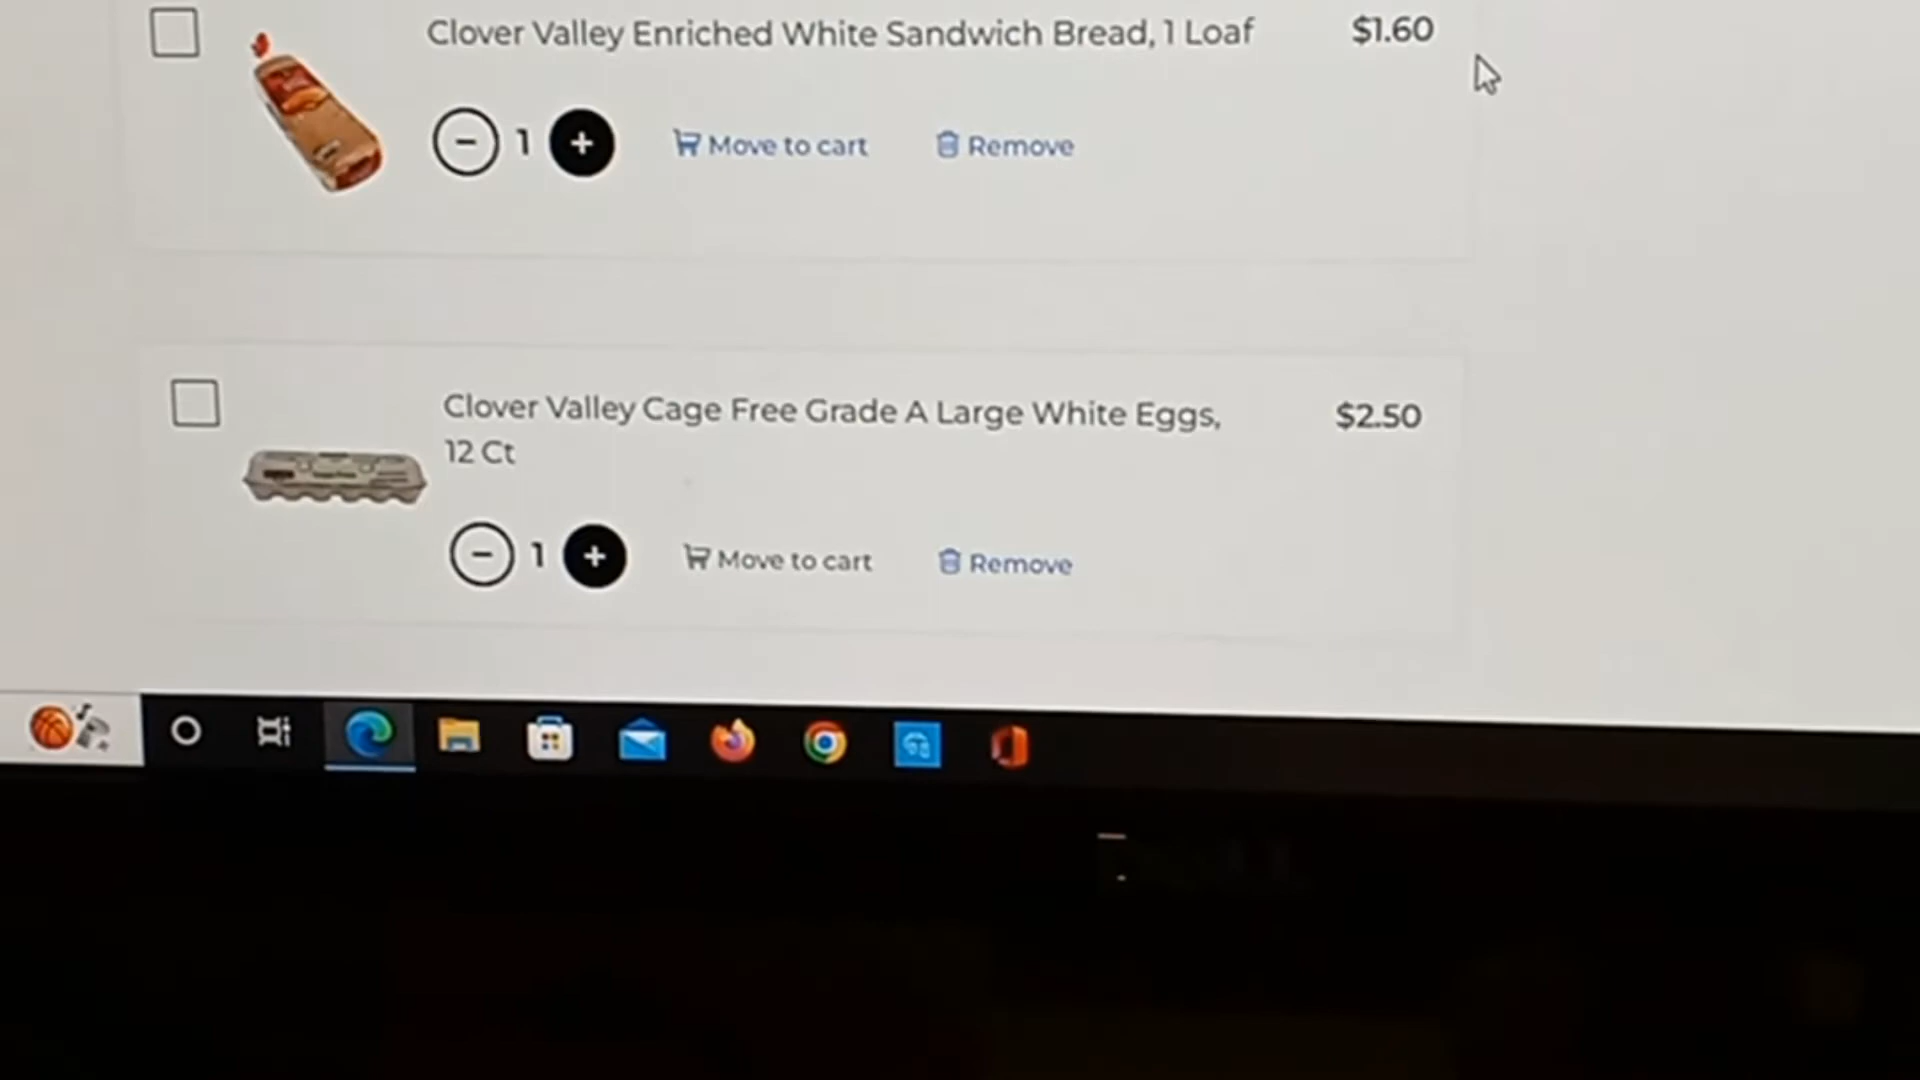 Clover Valley Enriched White Sandwich Bread, 1 Loaf $1.60
− 1 + Move to cart Remove
Clover Valley Cage Free Grade A Large White Eggs, $2.50
12 Ct
− 1 + Move to cart Remove